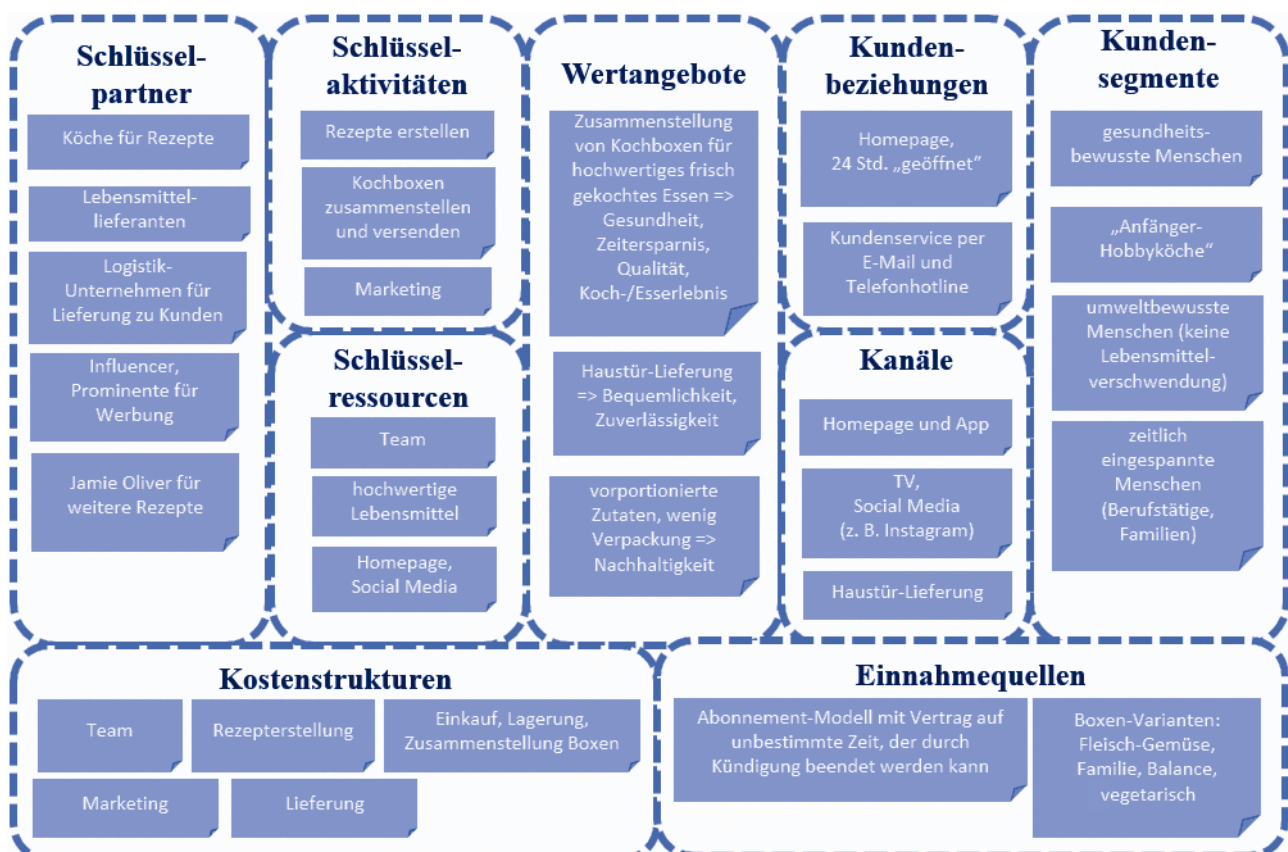 Schlüssel-
partner
Köche für Rezepte
Lebensmittel-
lieferanten
Logistik-
Unternehmen für
Lieferung zu Kunden
Influencer,
Prominente für
Werbung
Jamie Oliver für
weitere Rezepte
Schlüssel-
aktivitäten
Rezepte erstellen
Kochboxen
zusammenstellen
und versenden
Marketing
Schlüssel-
ressourcen
Team
hochwertige
Lebensmittel
Homepage,
Social Media
Wertangebote
Zusammenstellung
von Kochboxen für
hochwertiges frisch
gekochtes Essen =>
Gesundheit,
Zeitersparnis,
Qualität,
Koch-/Esserlebnis
Haustür-Lieferung
=> Bequemlichkeit,
Zuverlässigkeit
vorportionierte
Zutaten, wenig
Verpackung =>
Nachhaltigkeit
Kunden-
beziehungen
Homepage,
24 Std. „geöffnet“
Kundenservice per
E-Mail und
Telefonhotline
Kanäle
Homepage und App
TV,
Social Media
(z. B. Instagram)
Haustür-Lieferung
Kunden-
segmente
gesundheits-
bewusste Menschen
„Anfänger-
Hobbyköche“
umweltbewusste
Menschen (keine
Lebensmittel-
verschwendung)
zeitlich
eingespannte
Menschen
(Berufstätige,
Familien)
Kostenstrukturen
Team
Rezepterstellung
Einkauf, Lagerung,
Zusammenstellung Boxen
Marketing
Lieferung
Einnahmequellen
Abonnement-Modell mit Vertrag auf
unbestimmte Zeit, der durch
Kündigung beendet werden kann
Boxen-Varianten:
Fleisch-Gemüse,
Familie, Balance,
vegetarisch